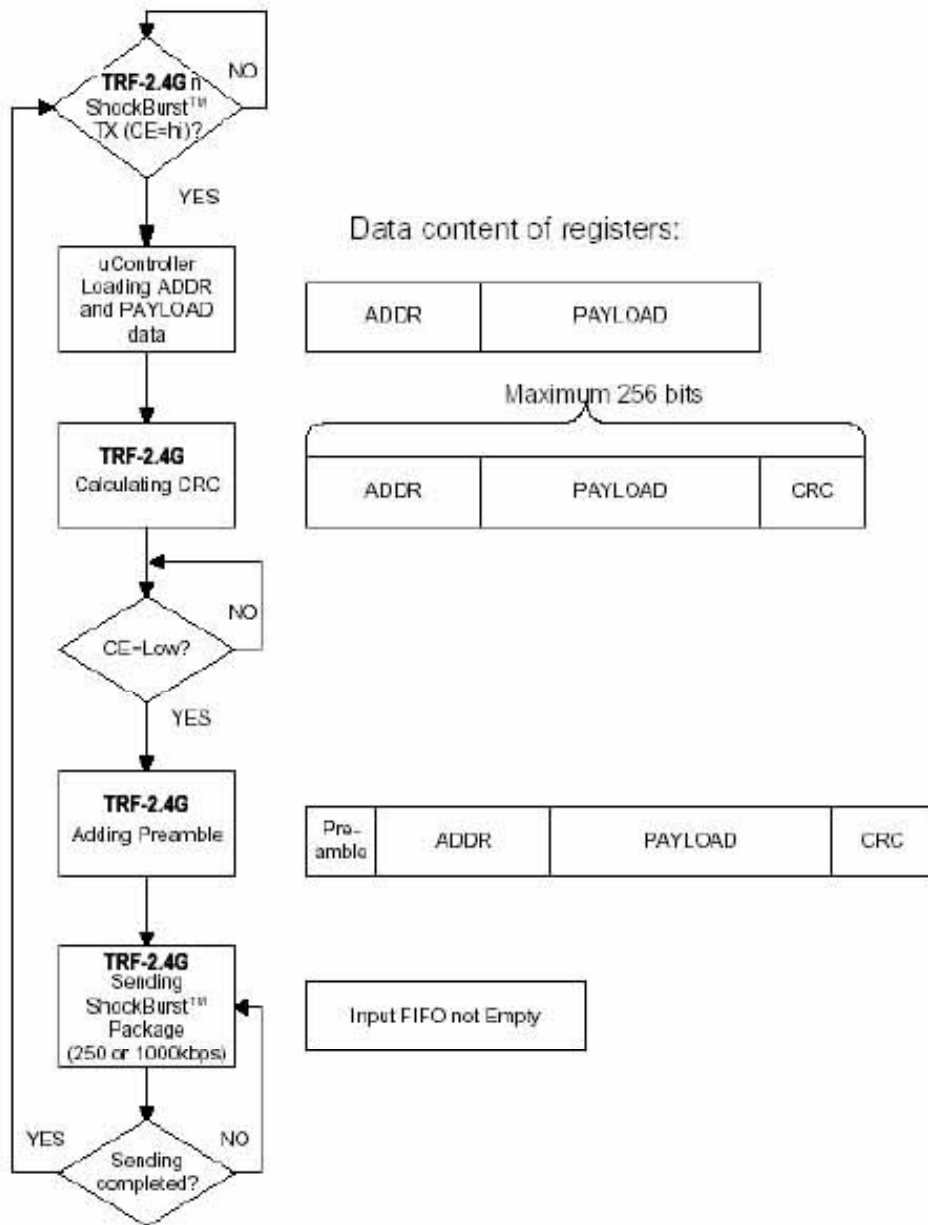 NO
TRF-2.4G n
ShockBurst™
TX (CE=hi)?
YES
Data content of registers:
uController
Loading ADDR
and PAYLOAD
data
ADDR
PAYLOAD
Maximum 256 bits
TRF-2.4G
Calculating CRC
ADDR
PAYLOAD
CRC
NO
CE=Low?
YES
TRF-2.4G
Adding Preamble
Pre-
amble
ADDR
PAYLOAD
CRC
TRF-2.4G
Sending
ShockBurst™
Package
(250 or 1000kbps)
Input FIFO not Empty
YES
NO
Sending
completed?